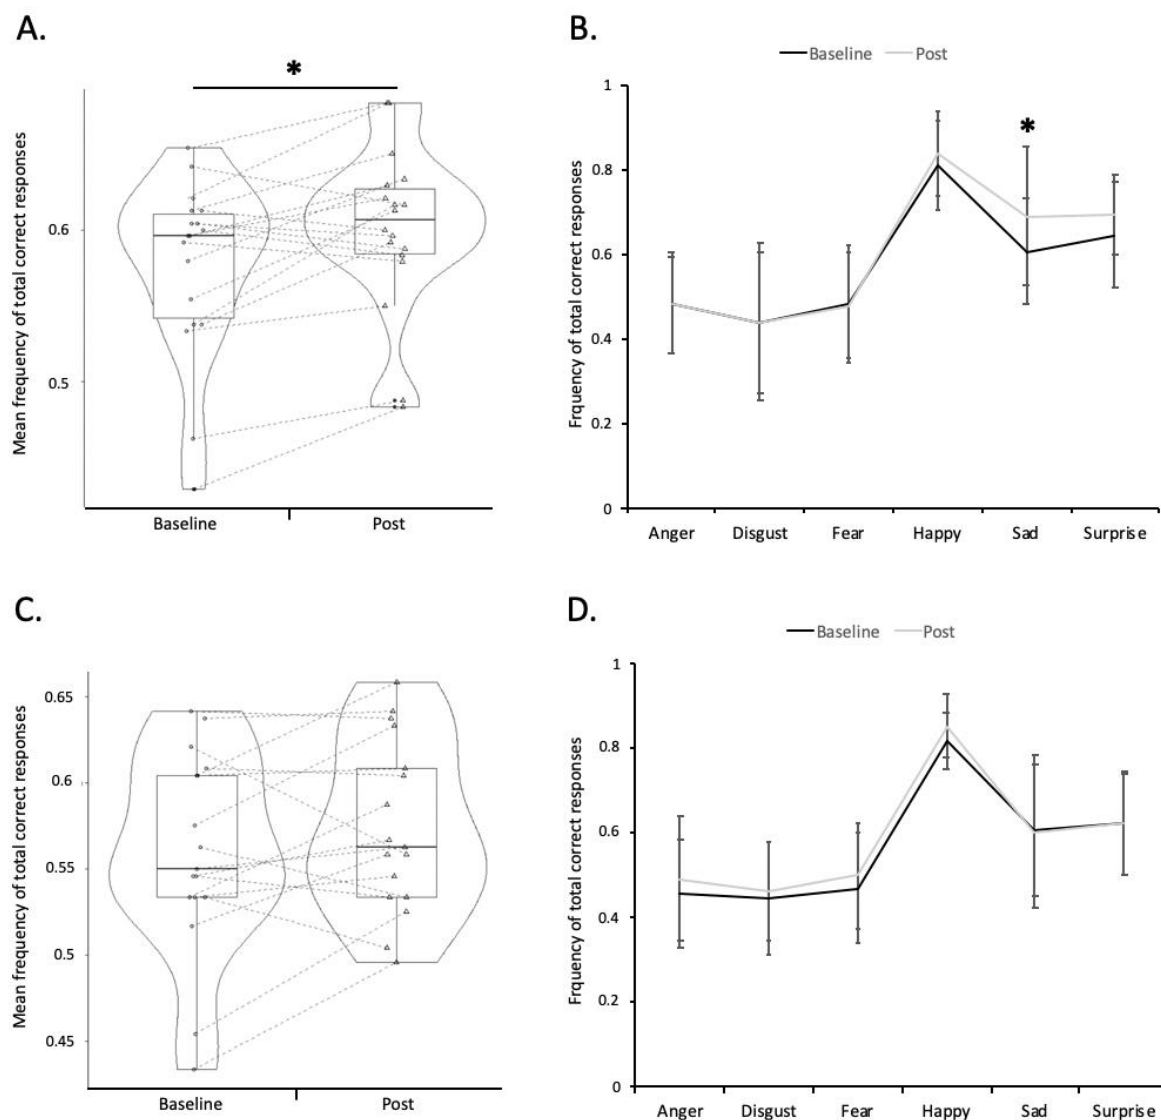 A.
*
Mean frequency of total correct responses
0.6
0.5
Baseline Post
B.
Baseline Post
Frquency of total correct responses
1
0.8
0.6
0.4
0.2
0
*
Anger Disgust Fear Happy Sad Surprise
C.
Mean frequency of total correct responses
0.65
0.6
0.55
0.5
0.45
Baseline Post
D.
Baseline Post
Frquency of total correct responses
1
0.8
0.6
0.4
0.2
0
Anger Disgust Fear Happy Sad Surprise